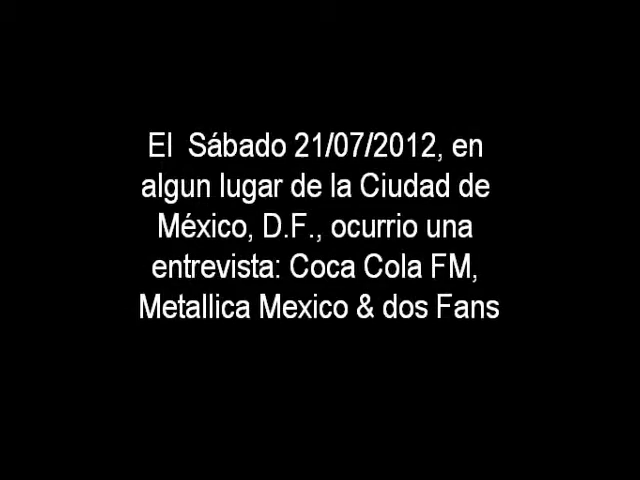 El  Sábado 21/07/2012, en
algun lugar de la Ciudad de
México, D.F., ocurrio una
entrevista: Coca Cola FM,
Metallica Mexico & dos Fans